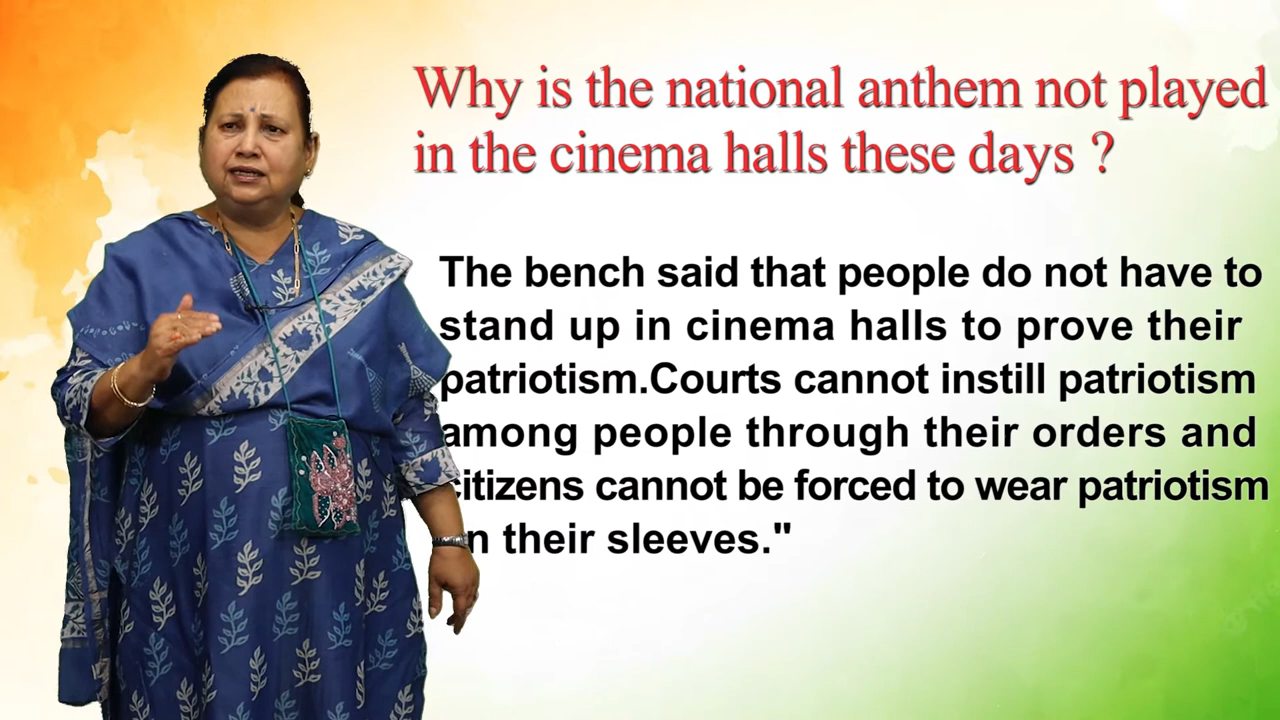 Why is the national anthem not played
in the cinema halls these days ?
The bench said that people do not have to
stand up in cinema halls to prove their
patriotism.Courts cannot instill patriotism
among people through their orders and
citizens cannot be forced to wear patriotism
their sleeves."